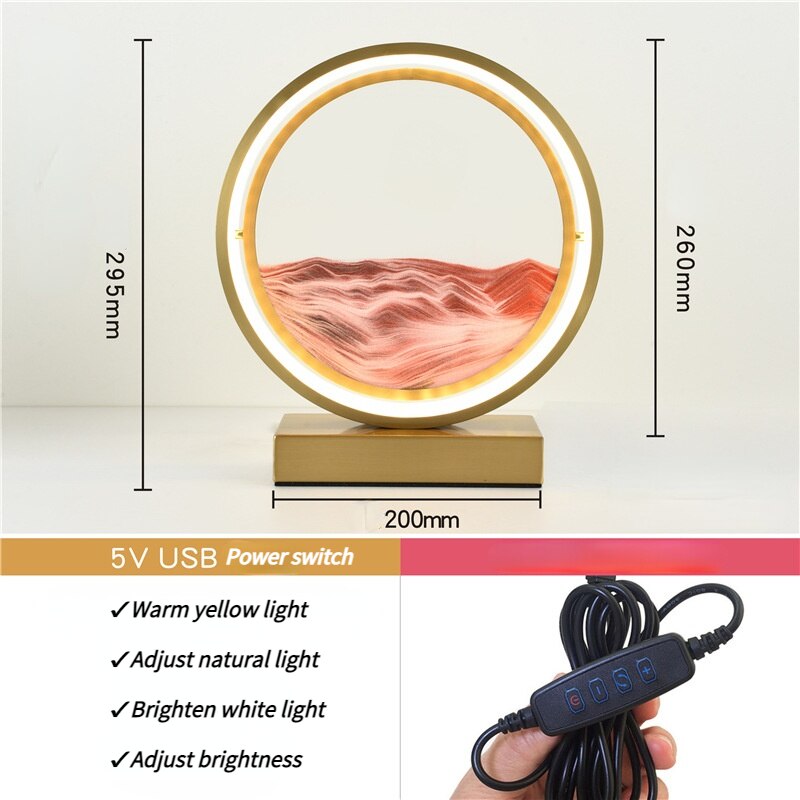 295mm
260mm
200mm
5V USB Power switch
✓Warm yellow light
✓Adjust natural light
✓Brighten white light
✓Adjust brightness